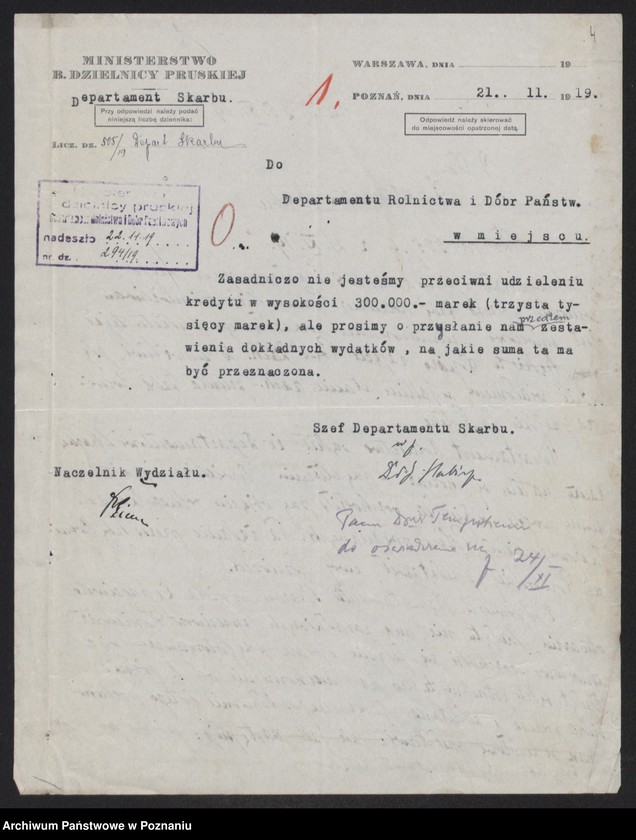 4
MINISTERSTWO
B. DZIELNICY PRUSKIEJ
Departament Skarbu.
Przy odpowiedzi należy podać
niniejszą liczbę dziennika:
LICZ. DZ. 505/19 Depart Skarbu
WARSZAWA, DNIA 19
POZNAŃ, DNIA 21. 11. 1919.
Odpowiedź należy skierować
do miejscowości opatrzonej datą.
1.
Do
Departamentu Rolnictwa i Dóbr Państw.
w miejscu.
dzielnicy pruskiej
nadeszło 22.11.19
nr. dz. 294/19
0
Zasadniczo nie jesteśmy przeciwni udzieleniu
kredytu w wysokości 300.000.- marek (trzysta ty-
sięcy marek), ale prosimy o przysłanie nam przedtem zesta-
wienia dokładnych wydatków , na jakie suma ta ma
być przeznaczona.
Szef Departamentu Skarbu.
Naczelnik Wydziału.
do oświadczenia się
24/XI
Archiwum Państwowe w Poznaniu